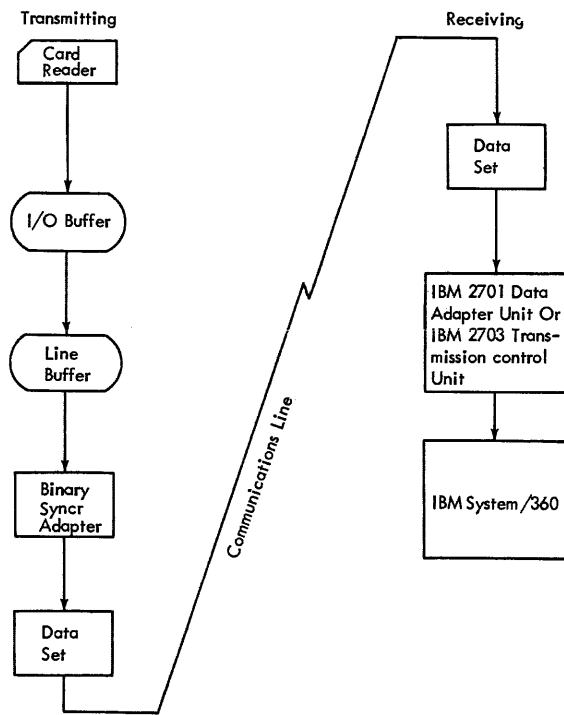 Transmitting
Card
Reader
I/O Buffer
Line
Buffer
Binary
Syncr
Adapter
Data
Set
Communications Line
Receiving
Data
Set
IBM 2701 Data
Adapter Unit Or
IBM 2703 Trans-
mission control
Unit
IBM System/360